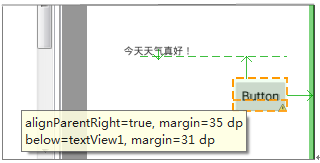 今天天气真好！
Button
alignParentRight=true, margin=35 dp
below=textView1, margin=31 dp